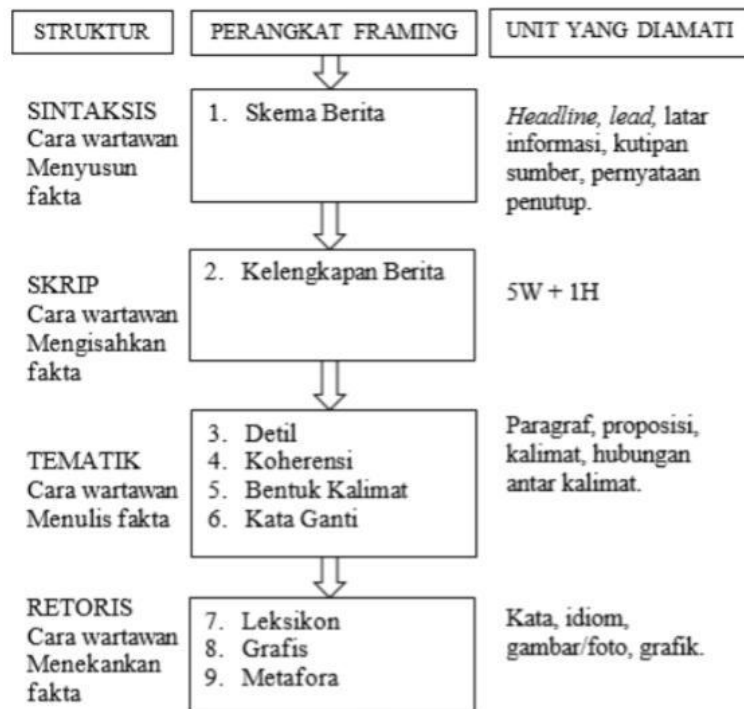 STRUKTUR
PERANGKAT FRAMING
UNIT YANG DIAMATI
SINTAKSIS
Cara wartawan
Menyusun
fakta
1. Skema Berita
Headline, lead, latar
informasi, kutipan
sumber, pernyataan
penutup.
SKRIP
Cara wartawan
Mengisahkan
fakta
2. Kelengkapan Berita
5W + 1H
TEMATIK
Cara wartawan
Menulis fakta
3. Detil
4. Koherensi
5. Bentuk Kalimat
6. Kata Ganti
Paragraf, proposisi,
kalimat, hubungan
antar kalimat.
RETORIS
Cara wartawan
Menekankan
fakta
7. Leksikon
8. Grafis
9. Metafora
Kata, idiom,
gambar/foto, grafik.